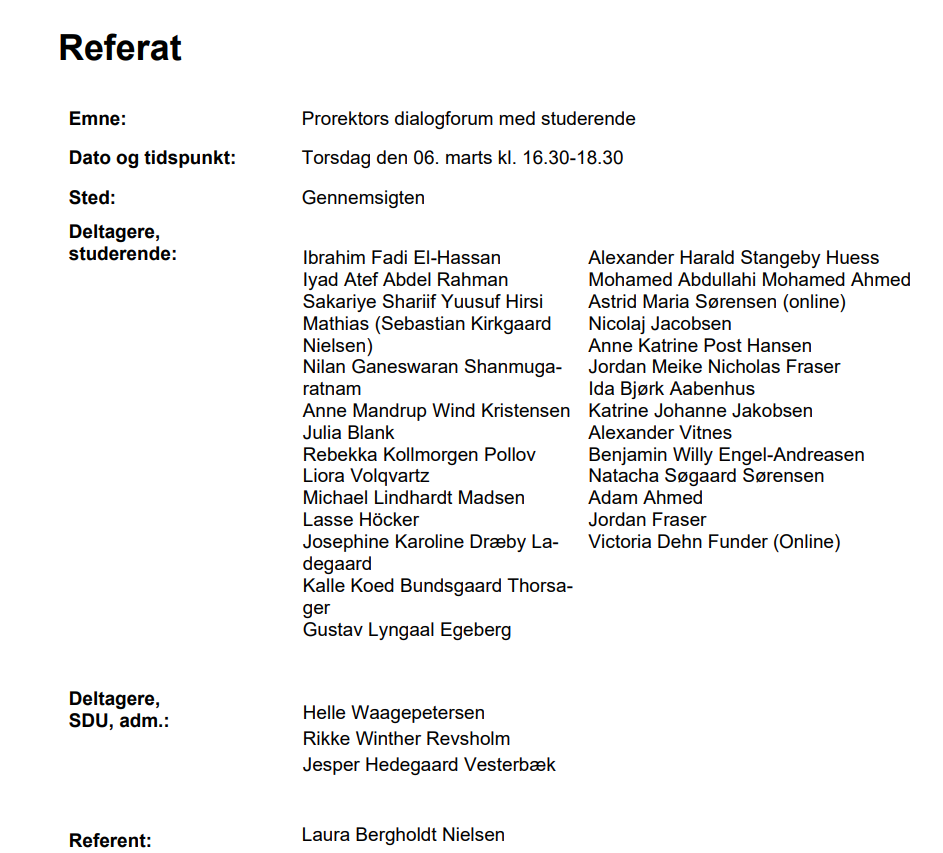 Referat
Emne: Prorektors dialogforum med studerende
Dato og tidspunkt: Torsdag den 06. marts kl. 16.30-18.30
Sted: Gennemsigten
Deltagere,
studerende:
Ibrahim Fadi El-Hassan
Iyad Atef Abdel Rahman
Sakariye Shariif Yuusuf Hirsi
Mathias (Sebastian Kirkgaard
Nielsen)
Nilan Ganeswaran Shanmuga-
ratnam
Anne Mandrup Wind Kristensen
Julia Blank
Rebekka Kollmorgen Pollov
Liora Volqvartz
Michael Lindhardt Madsen
Lasse Höcker
Josephine Karoline Dræby La-
degaard
Kalle Koed Bundsgaard Thorsa-
ger
Gustav Lyngaal Egeberg
Alexander Harald Stangeby Huess
Mohamed Abdullahi Mohamed Ahmed
Astrid Maria Sørensen (online)
Nicolaj Jacobsen
Anne Katrine Post Hansen
Jordan Meike Nicholas Fraser
Ida Bjørk Aabenhus
Katrine Johanne Jakobsen
Alexander Vitnes
Benjamin Willy Engel-Andreasen
Natacha Søgaard Sørensen
Adam Ahmed
Jordan Fraser
Victoria Dehn Funder (Online)
Deltagere,
SDU, adm.:
Helle Waagepetersen
Rikke Winther Revsholm
Jesper Hedegaard Vesterbæk
Referent: Laura Bergholdt Nielsen